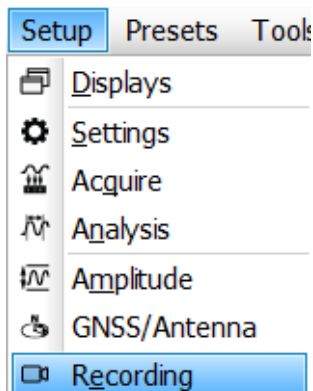 Setup Presets Tools
Displays
Settings
Acquire
Analysis
Amplitude
GNSS/Antenna
Recording